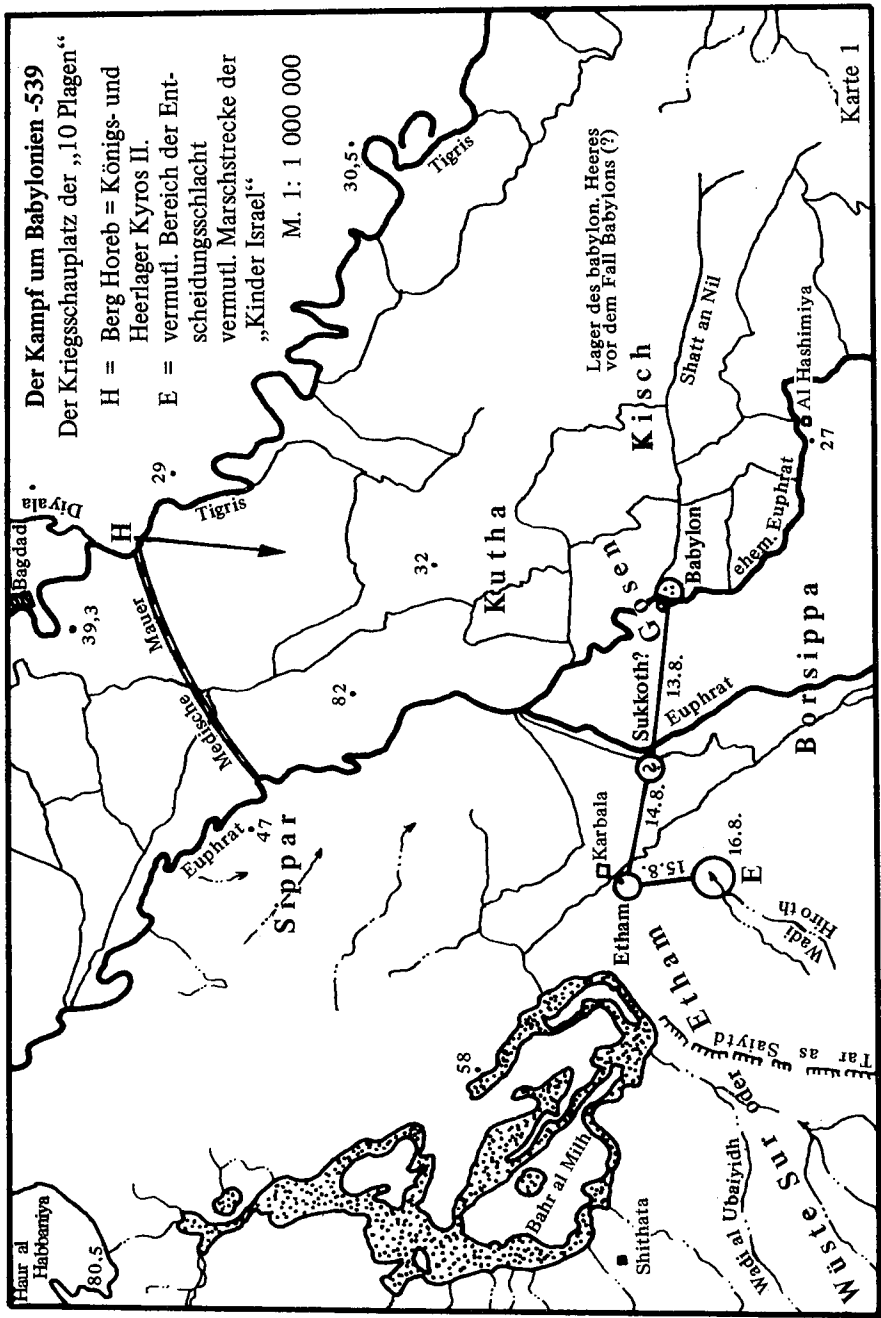 Der Kampf um Babylonien -539
Der Kriegsschauplatz der „10 Plagen“
H = Berg Horeb = Königs- und
Heerlager Kyros II.
E = vermutl. Bereich der Ent-
scheidungsschlacht
vermutl. Marschstrecke der
„Kinder Israel“
M. 1: 1 000 000
Haur al
Habbaniya
80,5
Bagdad
Diyala
39,3
H
29
Tigris
Mauer
Medische
Euphrat
47
Sippar
82
32
Kutha
30,5
Tigris
Lager des babylon. Heeres
vor dem Fall Babylons (?)
Kisch
Shatt an Nil
Gosen
Babylon
ehem. Euphrat
Al Hashimiya
27
Sukkoth?
13.8.
?
Euphrat
Borsippa
14.8.
Karbala
Etham
15.8.
16.8.
E
Wadi
Hiroth
58
Bahr al Milh
Shithata
Wadi al Ubaiyidh
Wüste Sur oder Etham
Tar as Saiytd
Karte 1